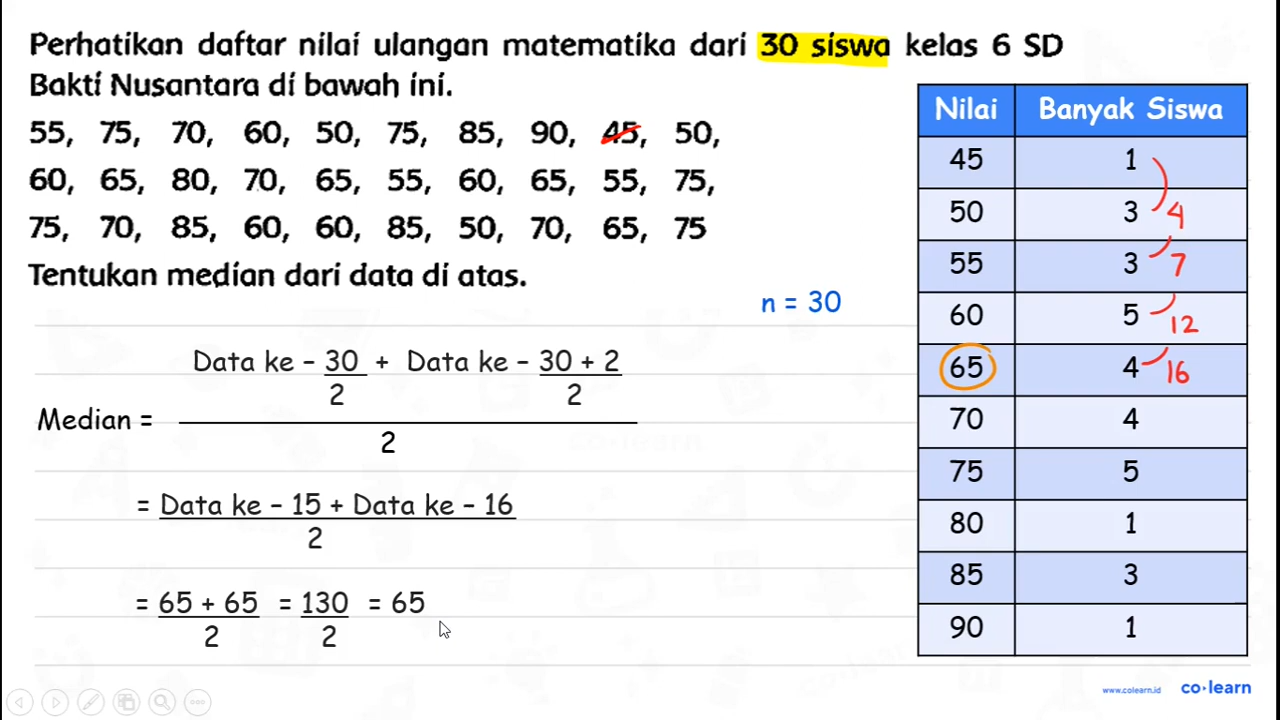 Perhatikan daftar nilai ulangan matematika dari 30 siswa kelas 6 SD
Bakti Nusantara di bawah ini.
55, 75, 70, 60, 50, 75, 85, 90, 45, 50,
60, 65, 80, 70, 65, 55, 60, 65, 55, 75,
75, 70, 85, 60, 60, 85, 50, 70, 65, 75
Tentukan median dari data di atas.
n = 30
Median = 
Data ke - 30 + Data ke - 30 + 2
2 2
2
= Data ke - 15 + Data ke - 16
2
= 65 + 65 = 130 = 65
2 2
Nilai Banyak Siswa
45 1
50 3 4
55 3 7
60 5 12
65 4 16
70 4
75 5
80 1
85 3
90 1
www.colearn.id co·learn
co·learn